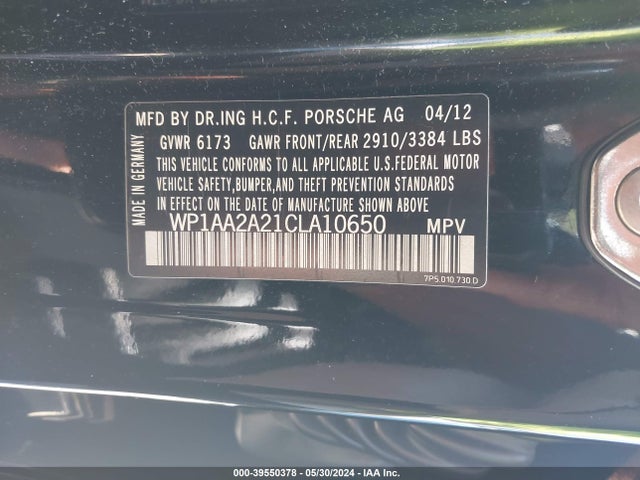 MFD BY DR.ING H.C.F. PORSCHE AG 04/12
GVWR 6173 GAWR FRONT/REAR 2910/3384 LBS
THIS VEHICLE CONFORMS TO ALL APPLICABLE U.S.FEDERAL MOTOR
VEHICLE SAFETY,BUMPER,AND THEFT PREVENTION STANDARDS
IN EFFECT ON THE DATE OF MANUFACTURE SHOWN ABOVE.
WP1AA2A21CLA10650 MPV
7P5.010.730 D
MADE IN GERMANY
000-39550378 - 05/30/2024 - IAA Inc.